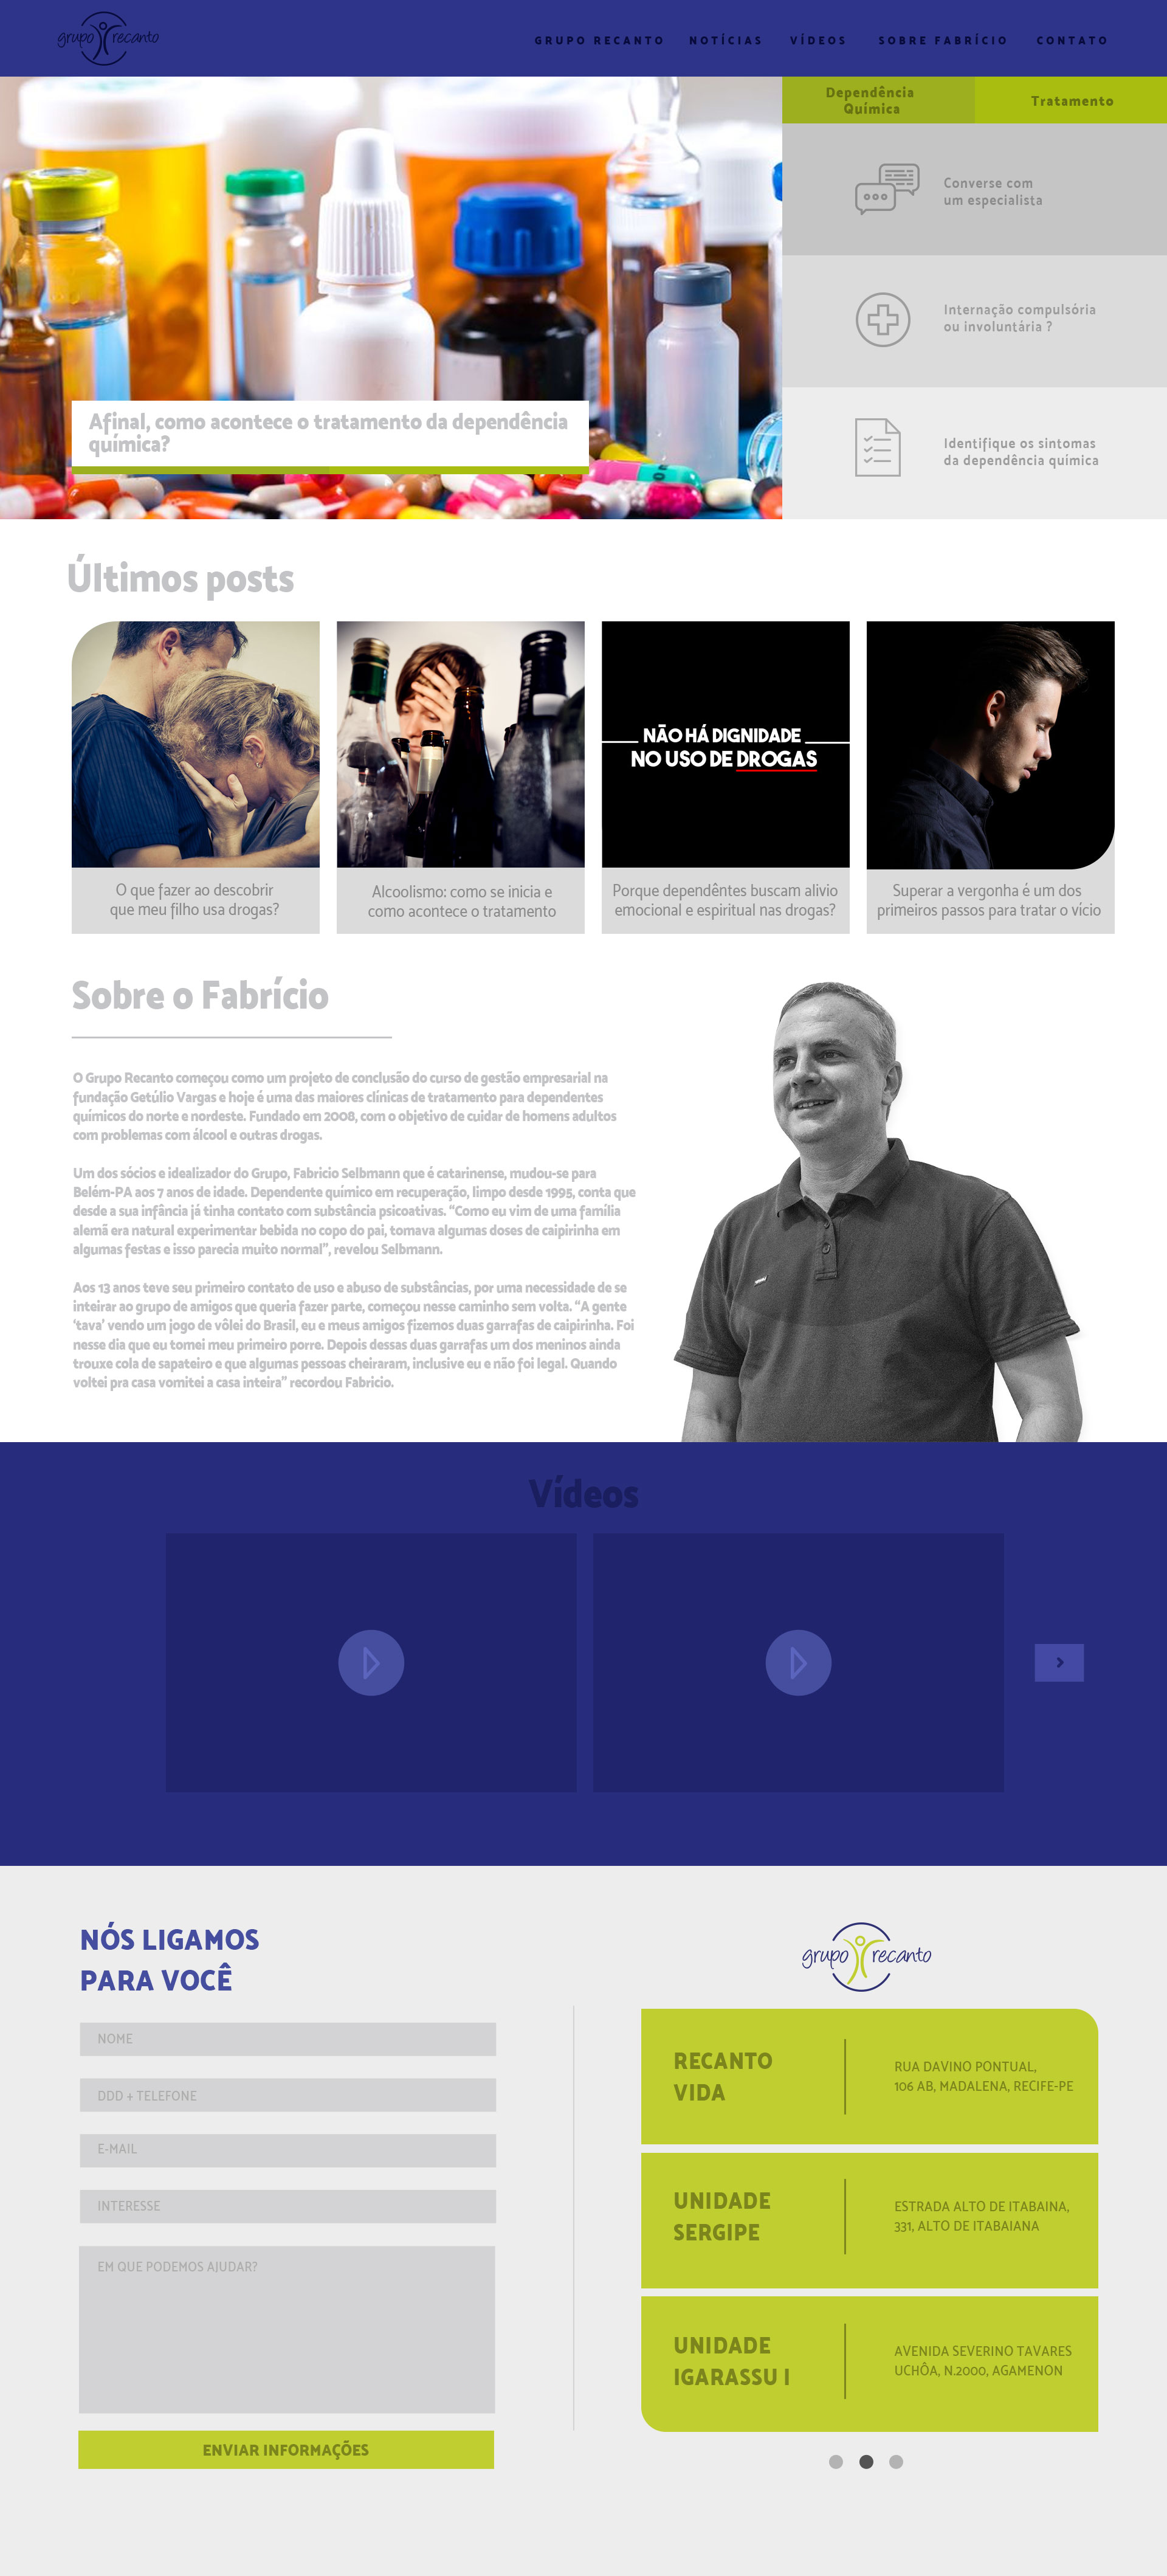 grupo recanto
GRUPO RECANTO NOTÍCIAS VÍDEOS SOBRE FABRÍCIO CONTATO
Dependência
Química
Tratamento
Converse com
um especialista
Internação compulsória
ou involuntária ?
Identifique os sintomas
da dependência química
Afinal, como acontece o tratamento da dependência
química?
Últimos posts
NÃO HÁ DIGNIDADE
NO USO DE DROGAS
O que fazer ao descobrir
que meu filho usa drogas?
Alcoolismo: como se inicia e
como acontece o tratamento
Porque dependêntes buscam alivio
emocional e espiritual nas drogas?
Superar a vergonha é um dos
primeiros passos para tratar o vício
Sobre o Fabrício
O Grupo Recanto começou como um projeto de conclusão do curso de gestão empresarial na
fundação Getúlio Vargas e hoje é uma das maiores clínicas de tratamento para dependentes
químicos do norte e nordeste. Fundado em 2008, com o objetivo de cuidar de homens adultos
com problemas com álcool e outras drogas.
Um dos sócios e idealizador do Grupo, Fabricio Selbmann que é catarinense, mudou-se para
Belém-PA aos 7 anos de idade. Dependente químico em recuperação, limpo desde 1995, conta que
desde a sua infância já tinha contato com substância psicoativas. “Como eu vim de uma família
alemã era natural experimentar bebida no copo do pai, tomava algumas doses de caipirinha em
algumas festas e isso parecia muito normal”, revelou Selbmann.
Aos 13 anos teve seu primeiro contato de uso e abuso de substâncias, por uma necessidade de se
inteirar ao grupo de amigos que queria fazer parte, começou nesse caminho sem volta. “A gente
‘tava’ vendo um jogo de vôlei do Brasil, eu e meus amigos fizemos duas garrafas de caipirinha. Foi
nesse dia que eu tomei meu primeiro porre. Depois dessas duas garrafas um dos meninos ainda
trouxe cola de sapateiro e que algumas pessoas cheiraram, inclusive eu e não foi legal. Quando
voltei pra casa vomitei a casa inteira” recordou Fabricio.
Vídeos
NÓS LIGAMOS
PARA VOCÊ
NOME
DDD + TELEFONE
E-MAIL
INTERESSE
EM QUE PODEMOS AJUDAR?
ENVIAR INFORMAÇÕES
grupo recanto
RECANTO
VIDA
RUA DAVINO PONTUAL,
106 AB, MADALENA, RECIFE-PE
UNIDADE
SERGIPE
ESTRADA ALTO DE ITABAINA,
331, ALTO DE ITABAIANA
UNIDADE
IGARASSU I
AVENIDA SEVERINO TAVARES
UCHÔA, N.2000, AGAMENON